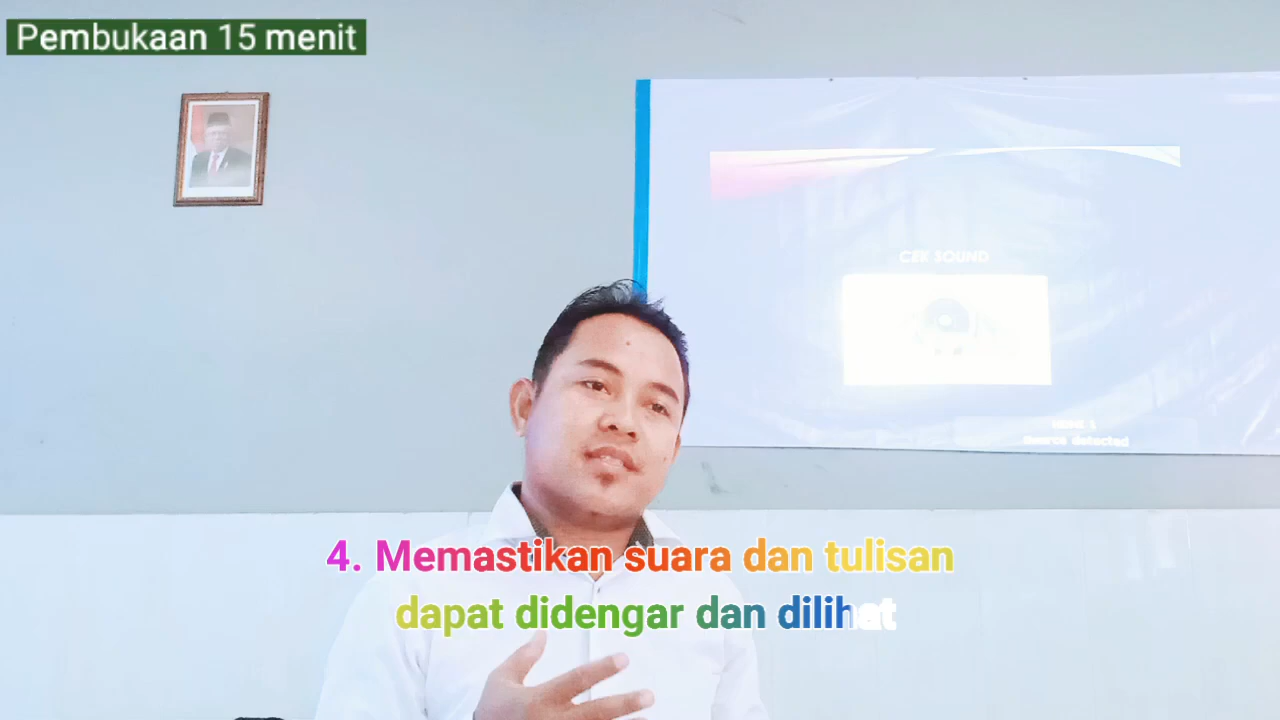 Pembukaan 15 menit
CEK SOUND
4. Memastikan suara dan tulisan
dapat didengar dan dilihat